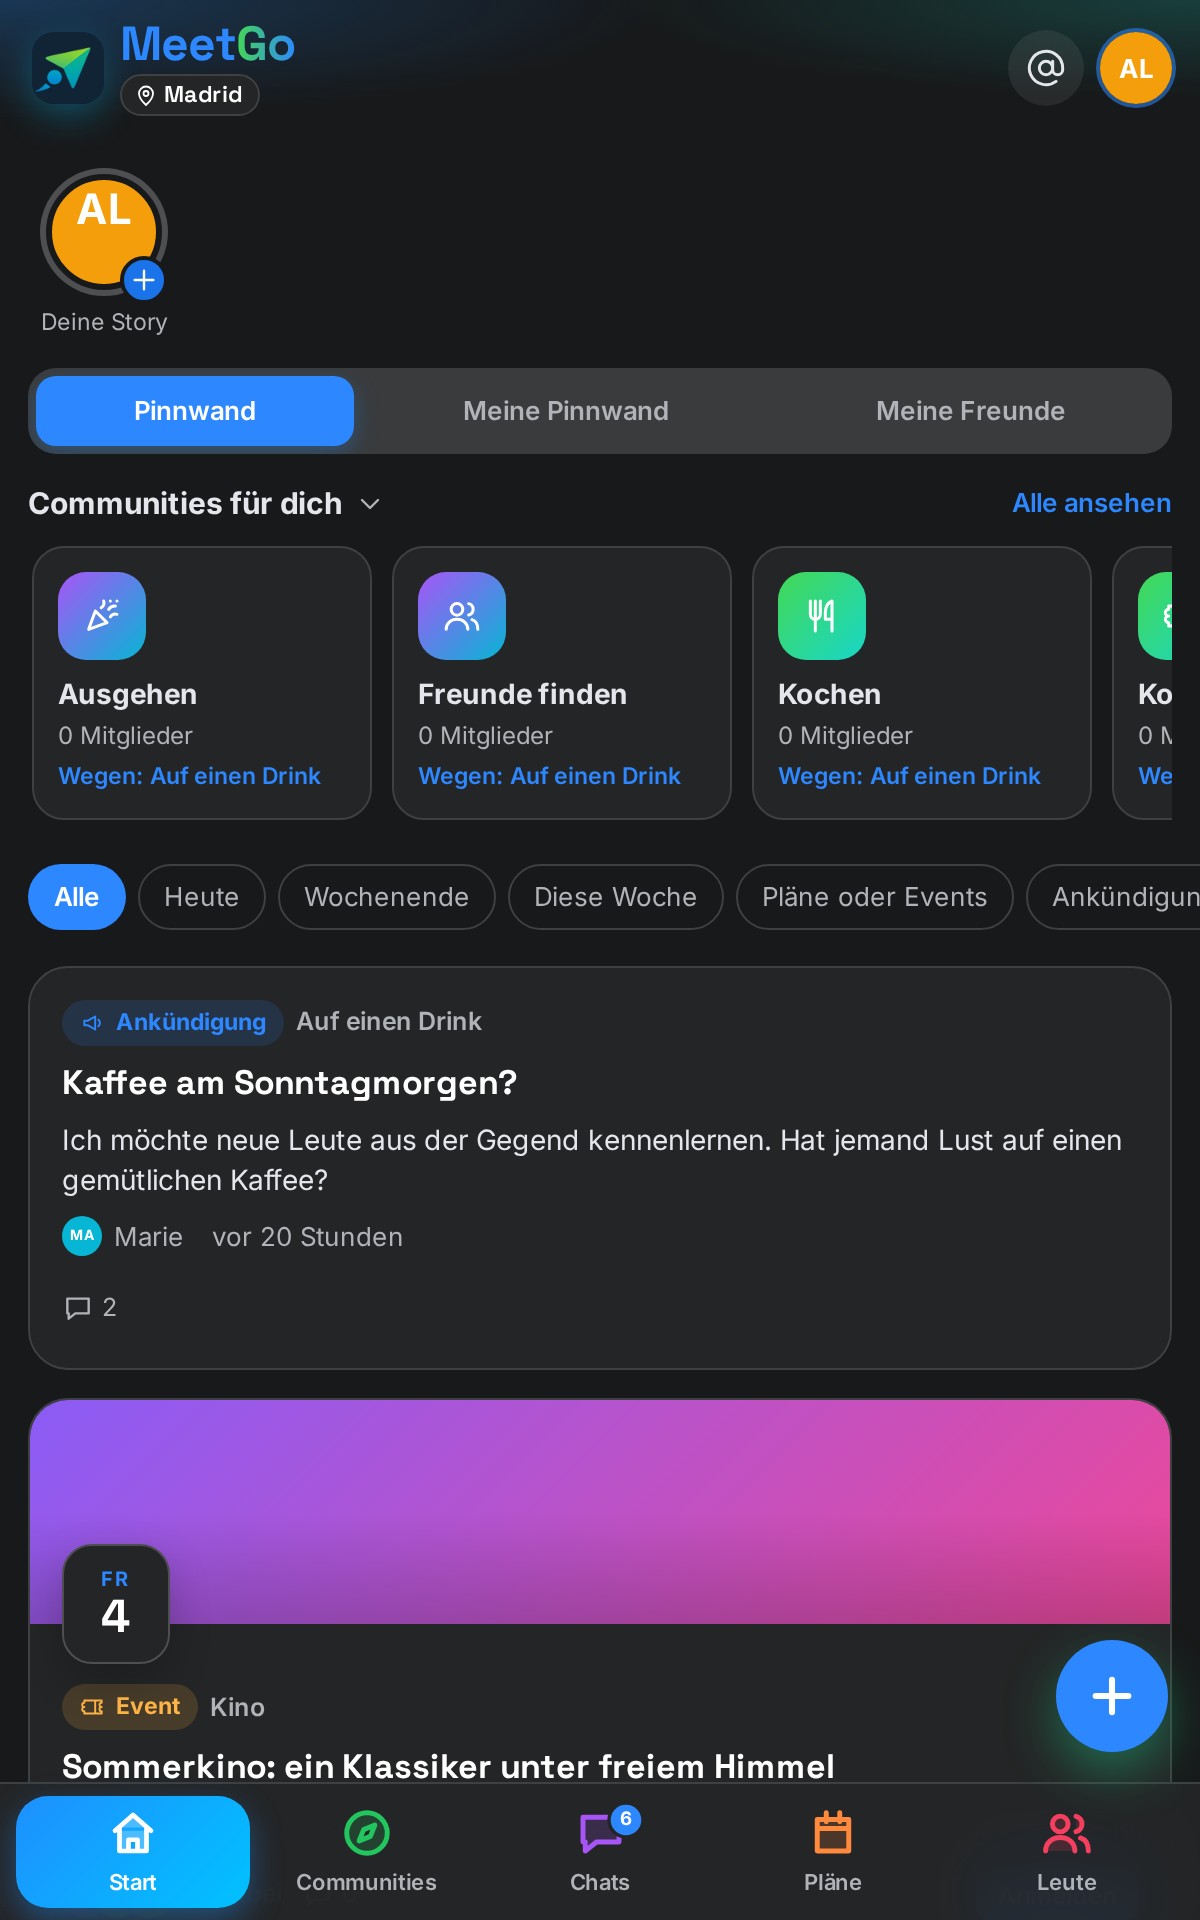 MeetGo
Madrid
AL
AL
Deine Story
Pinnwand
Meine Pinnwand
Meine Freunde
Communities für dich
Alle ansehen
Ausgehen
0 Mitglieder
Wegen: Auf einen Drink
Freunde finden
0 Mitglieder
Wegen: Auf einen Drink
Kochen
0 Mitglieder
Wegen: Auf einen Drink
Ko
0 M
We
Alle
Heute
Wochenende
Diese Woche
Pläne oder Events
Ankündigun
Ankündigung
Auf einen Drink
Kaffee am Sonntagmorgen?
Ich möchte neue Leute aus der Gegend kennenlernen. Hat jemand Lust auf einen
gemütlichen Kaffee?
MA
Marie
vor 20 Stunden
2
FR
4
Event
Kino
Sommerkino: ein Klassiker unter freiem Himmel
Start
Communities
6
Chats
Pläne
Leute